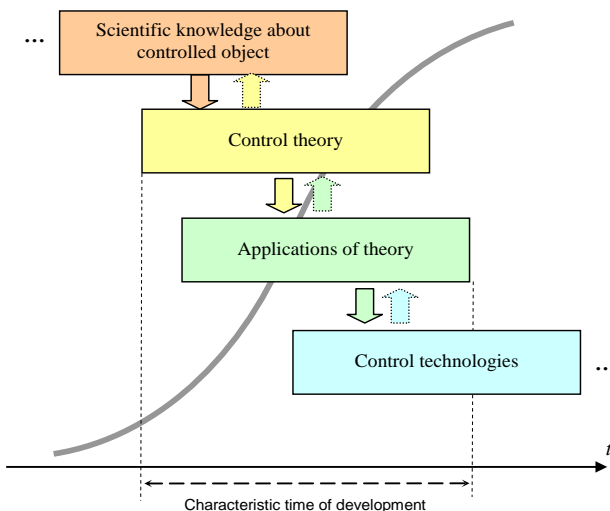 ...
Scientific knowledge about
controlled object
Control theory
Applications of theory
Control technologies
...
t
Characteristic time of development